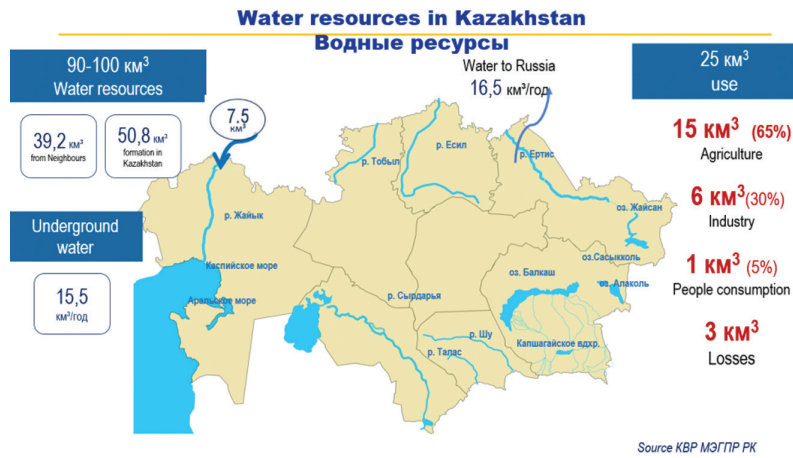 Water resources in Kazakhstan
Водные ресурсы
90-100 км³
Water resources
39,2 км³
from Neighbours
50,8 км³
formation in
Kazakhstan
7.5
км³
Water to Russia
16,5 км³/год
25 км³
use
15 км³ (65%)
Agriculture
6 км³(30%)
Industry
1 км³ (5%)
People consumption
3 км³
Losses
Underground
water
15,5
км³/год
р. Тобыл
р. Есил
р. Ертис
р. Жайык
оз. Жайсан
Каспийское море
оз.Сасыкколь
оз. Балкаш
оз. Алаколь
Аральское море
р. Сырдарья
р. Шу
р. Талас
Капшагайское вдхр.
Source КВР МЭГПР РК